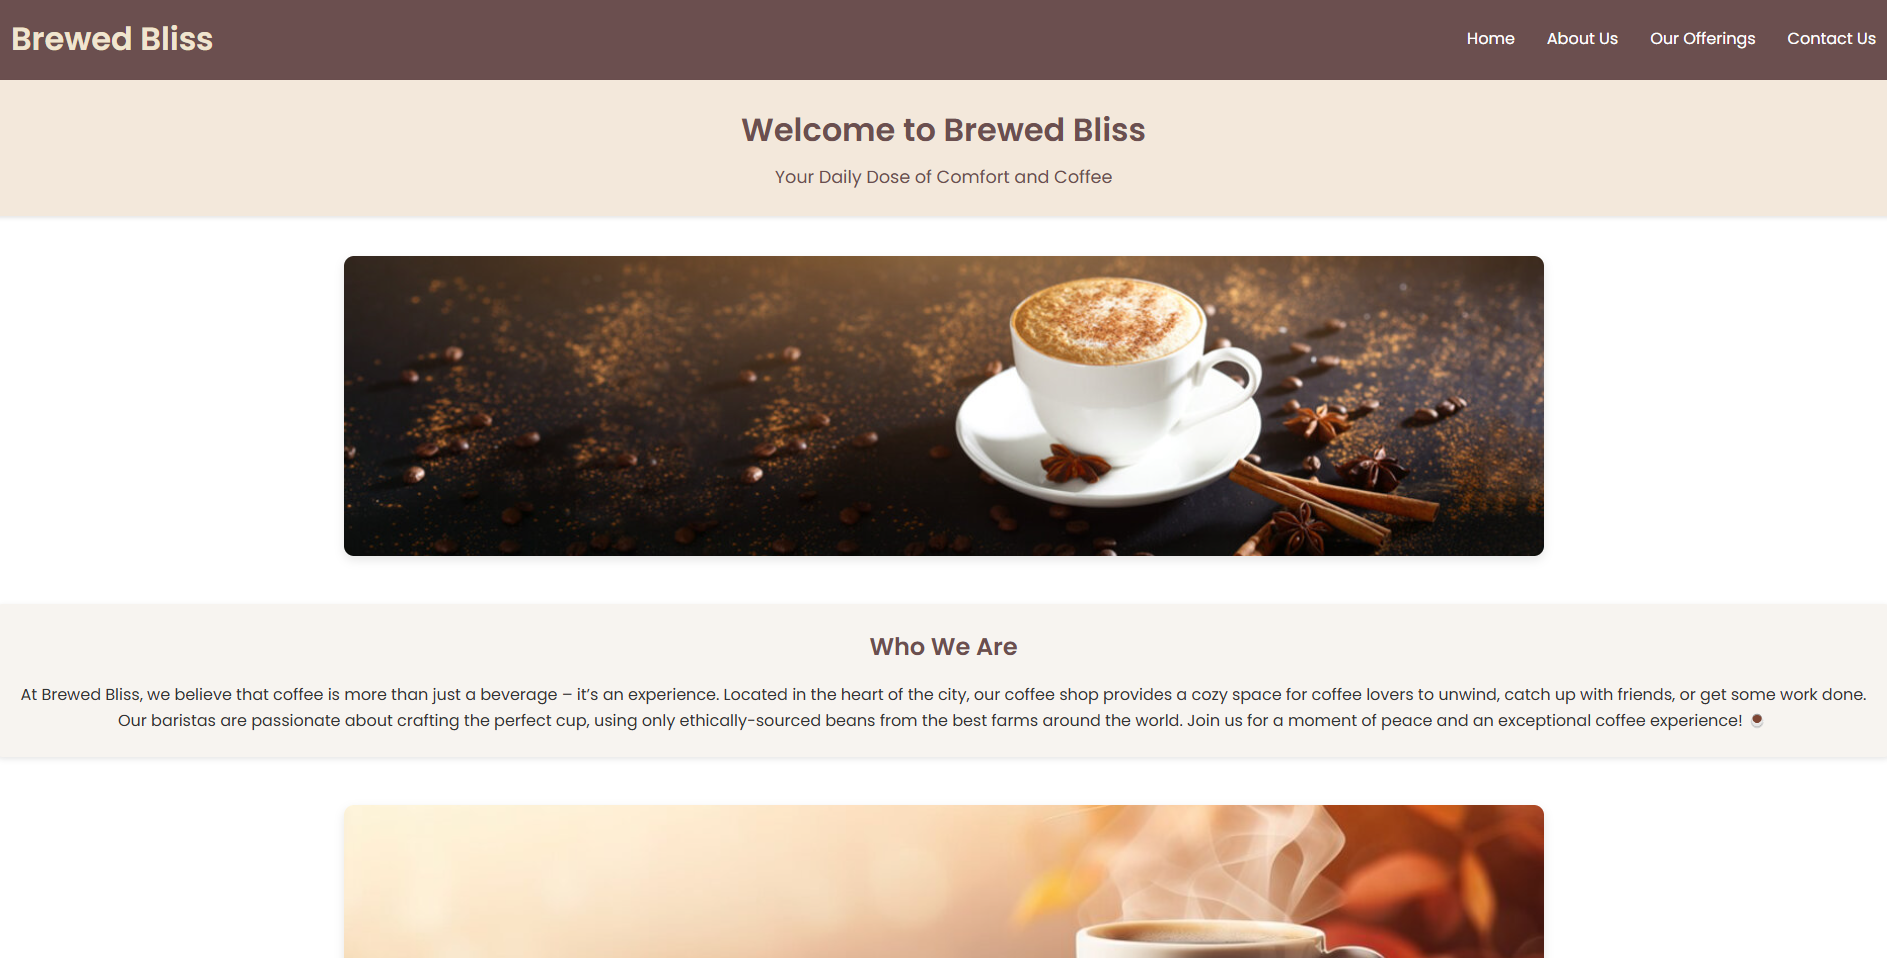 Brewed Bliss
Home
About Us
Our Offerings
Contact Us
Welcome to Brewed Bliss
Your Daily Dose of Comfort and Coffee
Who We Are
At Brewed Bliss, we believe that coffee is more than just a beverage – it’s an experience. Located in the heart of the city, our coffee shop provides a cozy space for coffee lovers to unwind, catch up with friends, or get some work done.
Our baristas are passionate about crafting the perfect cup, using only ethically-sourced beans from the best farms around the world. Join us for a moment of peace and an exceptional coffee experience! ☕